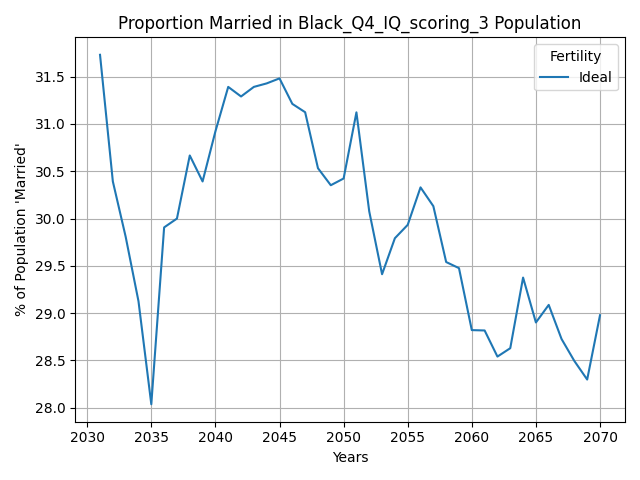 Proportion Married in Black_Q4_IQ_scoring_3 Population
Fertility
Ideal
% of Population 'Married'
31.5
31.0
30.5
30.0
29.5
29.0
28.5
28.0
2030 2035 2040 2045 2050 2055 2060 2065 2070
Years